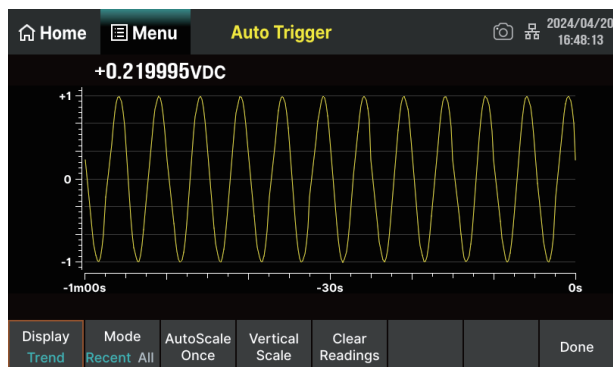 Home
Menu
Auto Trigger
2024/04/20
16:48:13
+0.219995VDC
+1
0
-1
-1m00s
-30s
0s
Display
Trend
Mode
Recent All
AutoScale
Once
Vertical
Scale
Clear
Readings
Done